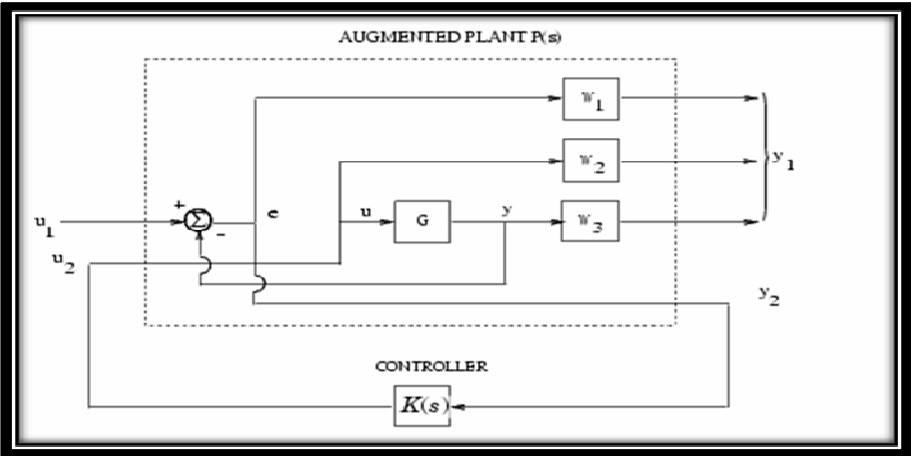 AUGMENTED PLANT P(s)
W1
W2
y1
+
u1
Σ
e
u
G
y
W3
−
u2
y2
CONTROLLER
K(s)